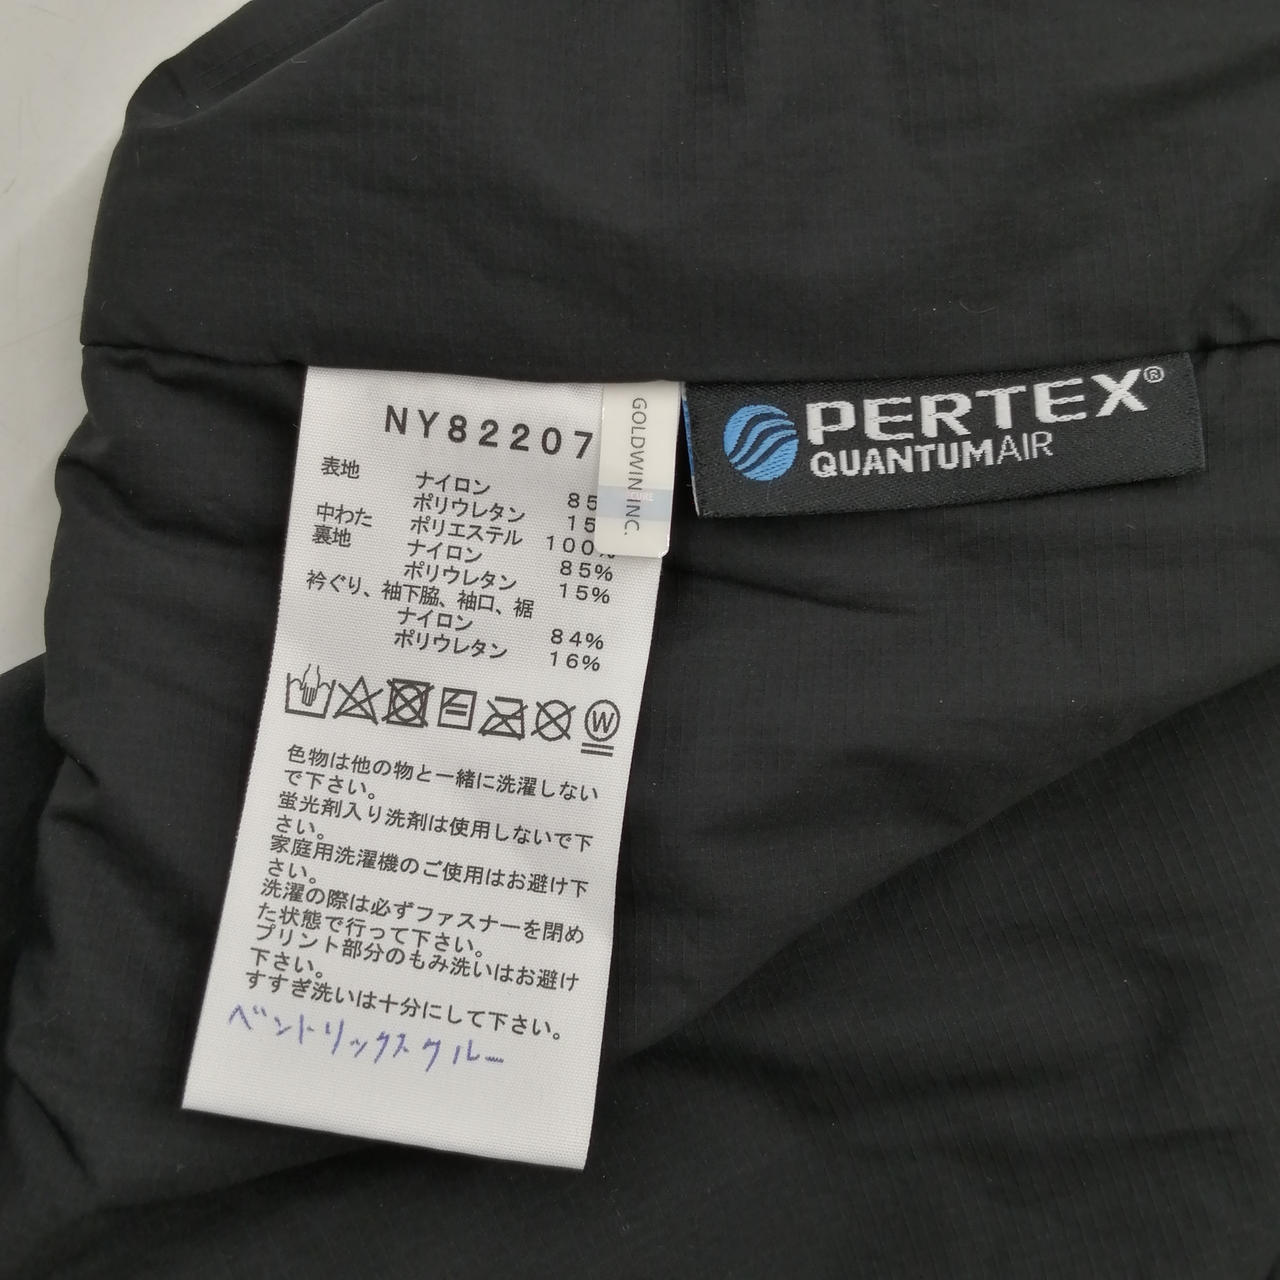 NY82207
表地 ナイロン 85
ポリウレタン 15
中わた ポリエステル 100%
裏地 ナイロン 85%
ポリウレタン 15%
衿ぐり、袖下脇、袖口、裾
ナイロン 84%
ポリウレタン 16%
W
色物は他の物と一緒に洗濯しない
で下さい。
蛍光剤入り洗剤は使用しないで下
さい。
家庭用洗濯機のご使用はお避け下
さい。
洗濯の際は必ずファスナーを閉め
た状態で行って下さい。
プリント部分のもみ洗いはお避け
下さい。
すすぎ洗いは十分にして下さい。
ベントリックスクルー
GOLDWIN INC.
PERTEX®
QUANTUMAIR